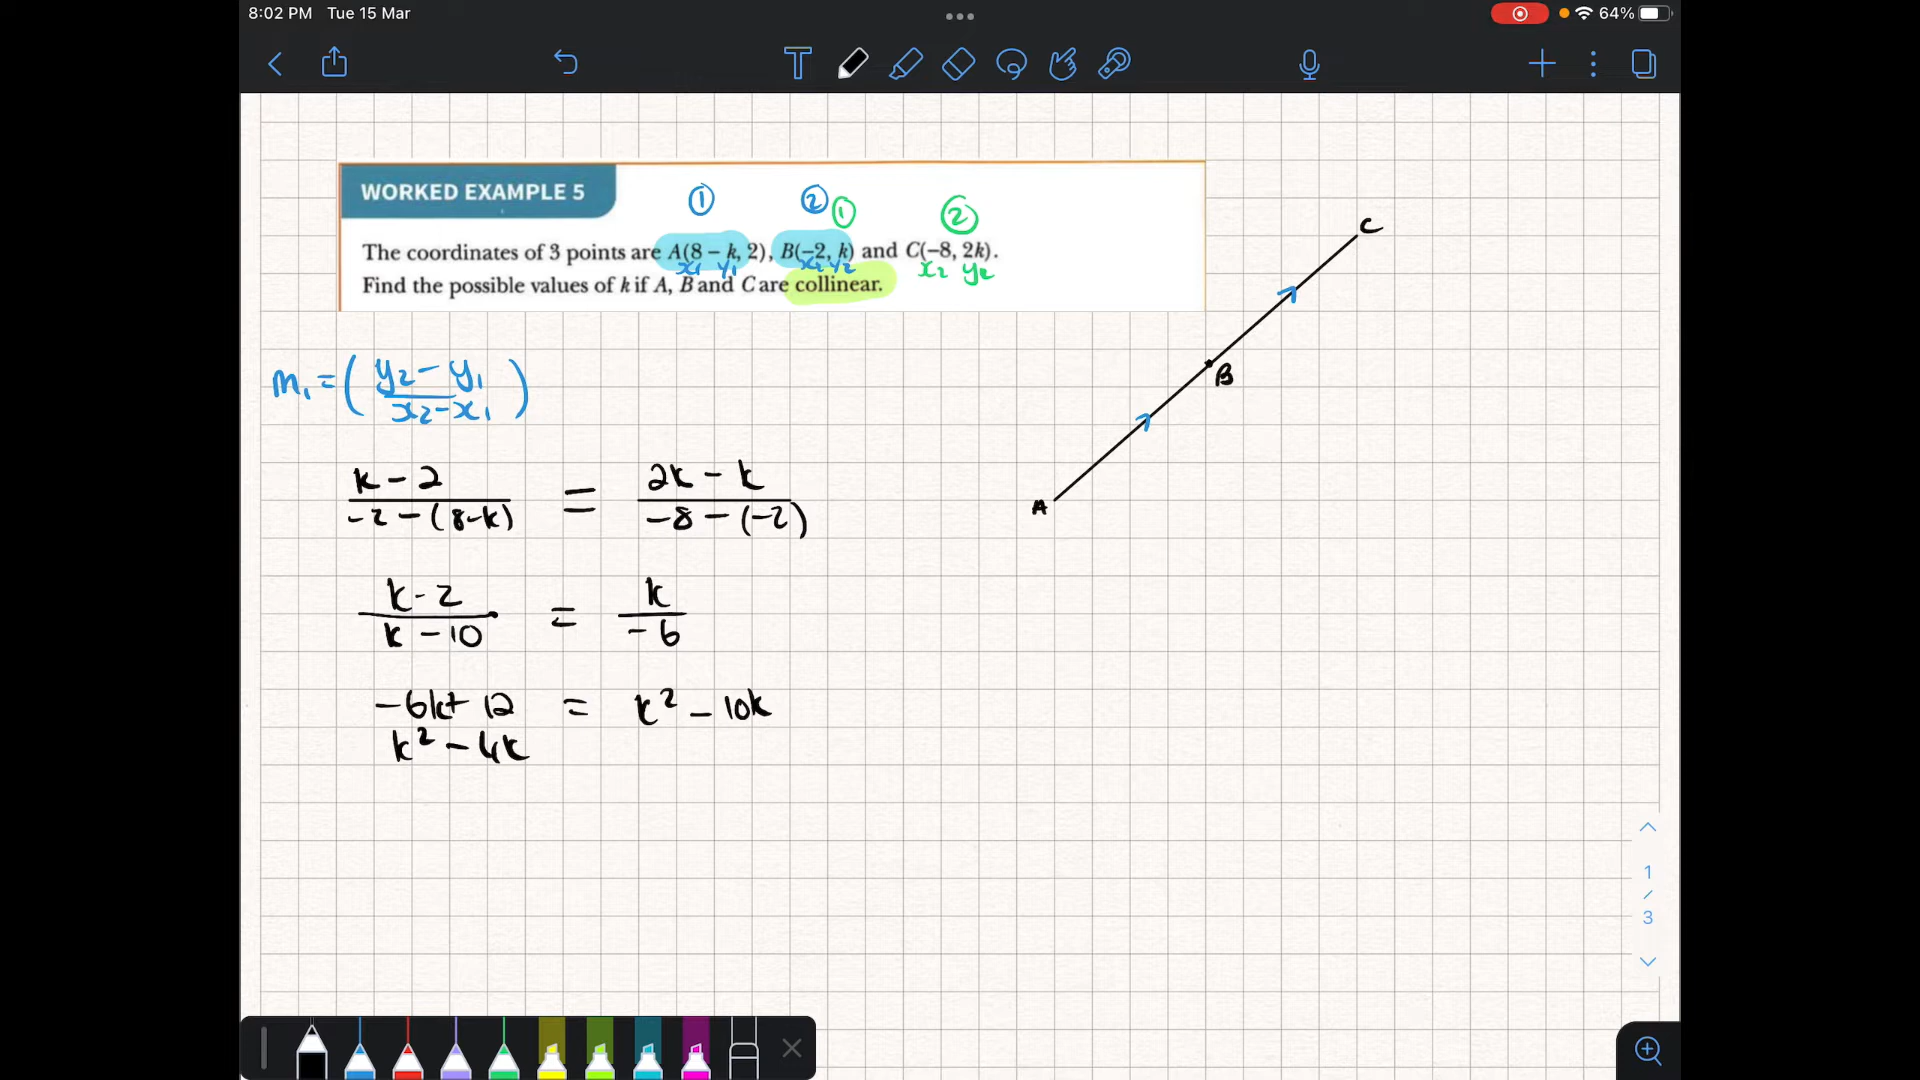 8:02 PM Tue 15 Mar
64%
T
WORKED EXAMPLE 5
① ② ① ②
The coordinates of 3 points are A(8 – k, 2), B(–2, k) and C(–8, 2k).
x₁ y₁ x₂ y₂ x₂ y₂
Find the possible values of k if A, B and C are collinear.
C
B
A
m₁ = ( (y₂ – y₁) / (x₂ – x₁) )
(k – 2) / (–2 – (8–k)) = (2k – k) / (–8 – (–2))
(k - 2) / (k – 10) = k / –6
–6k + 12 = k² – 10k
k² – 4k
1
/
3